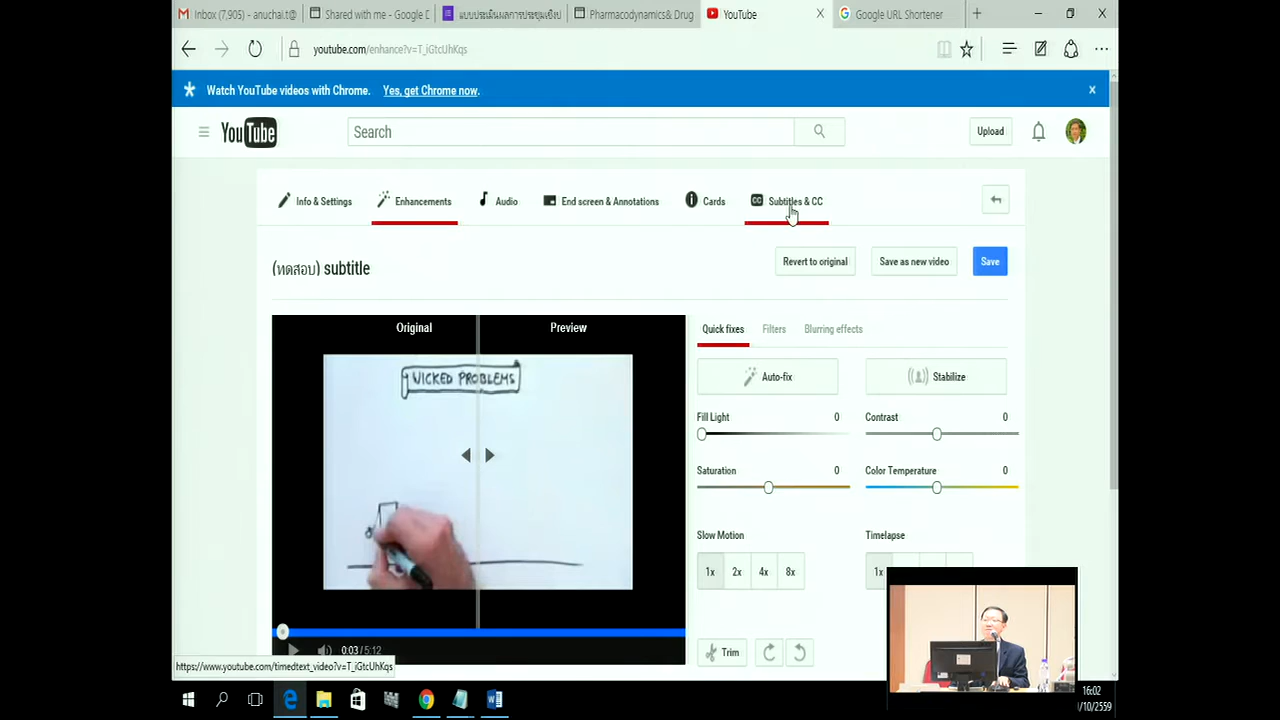 Inbox (7,905) - anuchai.t@
Shared with me - Google D
แบบประเมินผลการประชุมเชิงป
Pharmacodynamics& Drug
YouTube
Google URL Shortener
youtube.com/enhance?v=T_iGtcUhKqs
Watch YouTube videos with Chrome. Yes, get Chrome now.
YouTube
Search
Upload
Info & Settings
Enhancements
Audio
End screen & Annotations
Cards
CC Subtitles & CC
(ทดสอบ) subtitle
Revert to original
Save as new video
Save
Original
Preview
WICKED PROBLEMS
Quick fixes
Filters
Blurring effects
Auto-fix
Stabilize
Fill Light 0
Contrast 0
Saturation 0
Color Temperature 0
Slow Motion
Timelapse
1x 2x 4x 8x
1x
0:03 / 5:12
Trim
https://www.youtube.com/timedtext_video?v=T_iGtcUhKqs
16:02
/10/2559